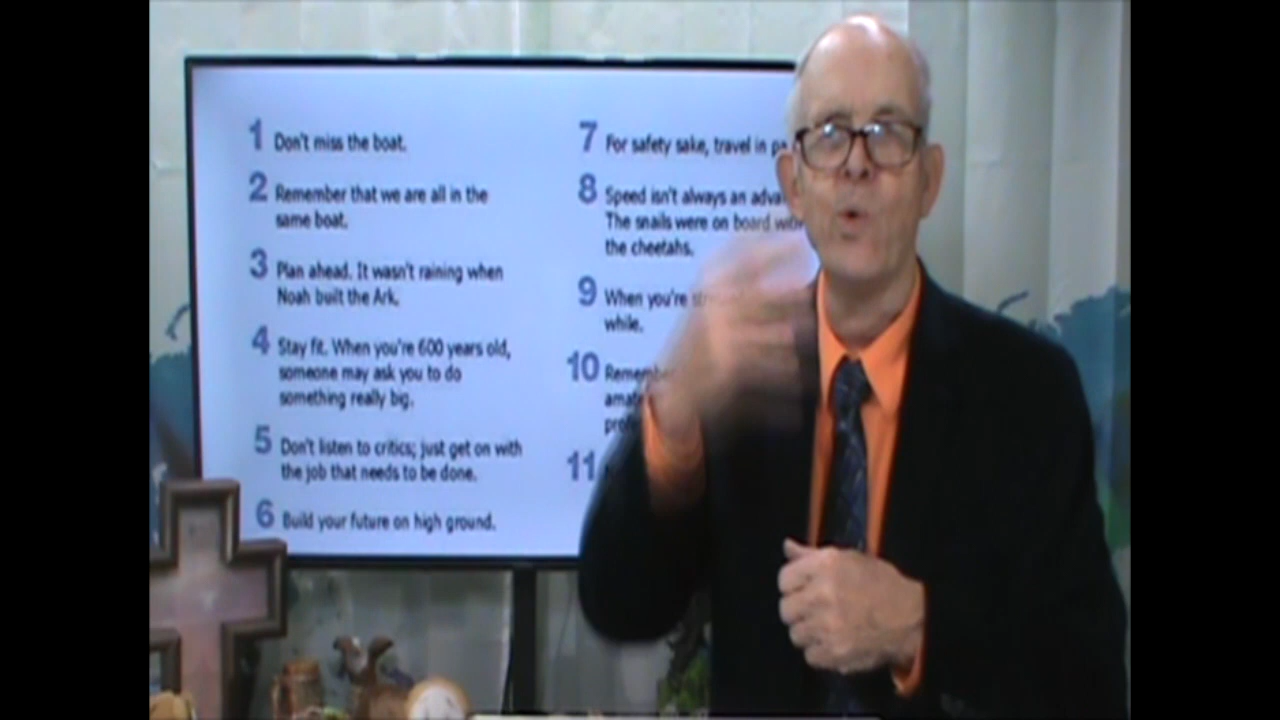 1 Don't miss the boat.
2 Remember that we are all in the
same boat.
3 Plan ahead. It wasn't raining when
Noah built the Ark.
4 Stay fit. When you're 600 years old,
someone may ask you to do
something really big.
5 Don't listen to critics; just get on with
the job that needs to be done.
6 Build your future on high ground.
7 For safety sake, travel in
8 Speed isn't always an
The snails were on board with
the cheetahs.
9 When you're
while.
10
11